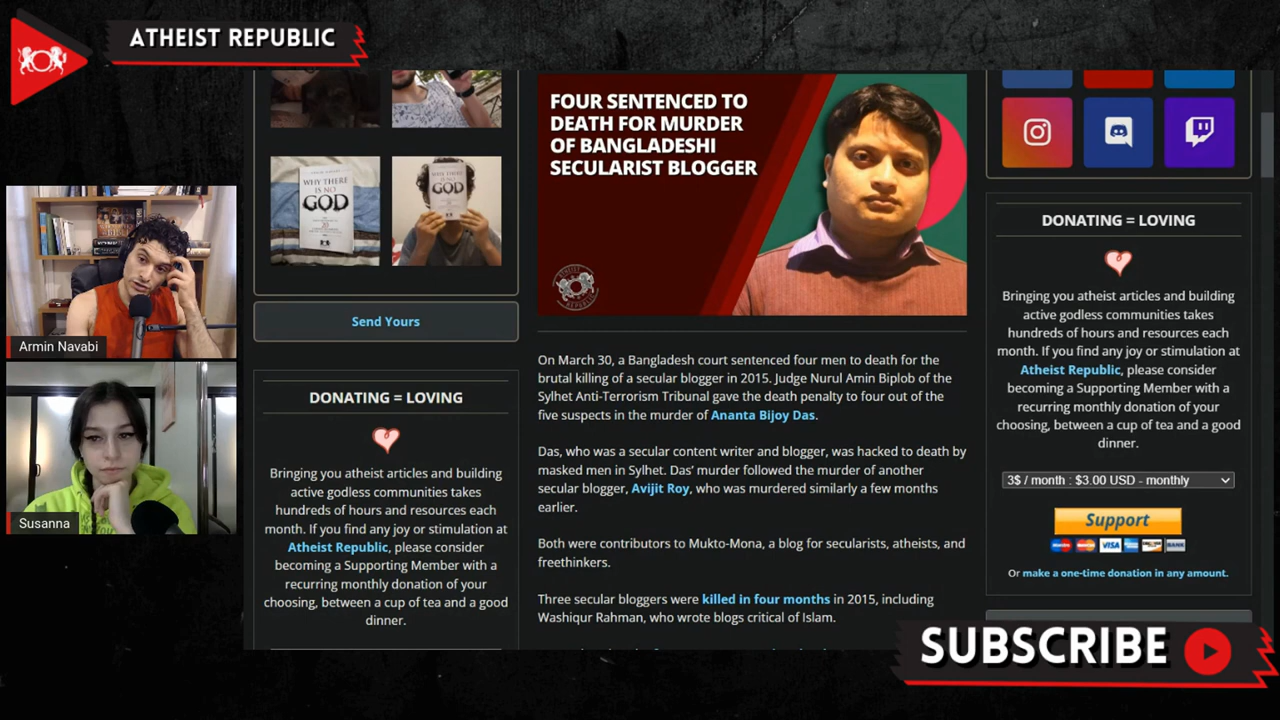 ATHEIST REPUBLIC
Armin Navabi
Susanna
WHY THERE
IS NO
GOD
WHY THERE
IS NO
GOD
Send Yours
DONATING = LOVING
Bringing you atheist articles and building
active godless communities takes
hundreds of hours and resources each
month. If you find any joy or stimulation at
Atheist Republic, please consider
becoming a Supporting Member with a
recurring monthly donation of your
choosing, between a cup of tea and a good
dinner.
FOUR SENTENCED TO
DEATH FOR MURDER
OF BANGLADESHI
SECULARIST BLOGGER
On March 30, a Bangladesh court sentenced four men to death for the
brutal killing of a secular blogger in 2015. Judge Nurul Amin Biplob of the
Sylhet Anti-Terrorism Tribunal gave the death penalty to four out of the
five suspects in the murder of Ananta Bijoy Das.
Das, who was a secular content writer and blogger, was hacked to death by
masked men in Sylhet. Das' murder followed the murder of another
secular blogger, Avijit Roy, who was murdered similarly a few months
earlier.
Both were contributors to Mukto-Mona, a blog for secularists, atheists, and
freethinkers.
Three secular bloggers were killed in four months in 2015, including
Washiqur Rahman, who wrote blogs critical of Islam.
DONATING = LOVING
Bringing you atheist articles and building
active godless communities takes
hundreds of hours and resources each
month. If you find any joy or stimulation at
Atheist Republic, please consider
becoming a Supporting Member with a
recurring monthly donation of your
choosing, between a cup of tea and a good
dinner.
3$ / month : $3.00 USD - monthly
Support
VISA
BANK
Or make a one-time donation in any amount.
SUBSCRIBE